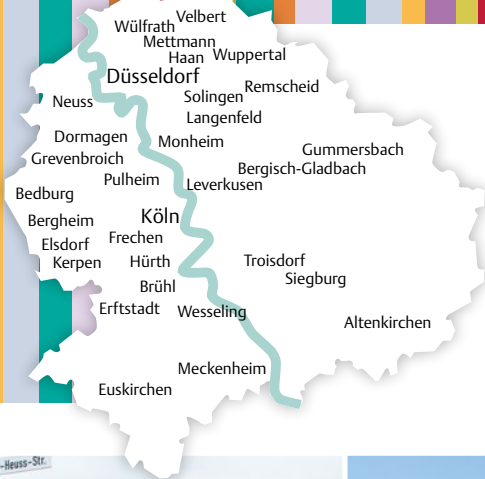 Velbert
Wülfrath
Mettmann
Haan Wuppertal
Düsseldorf
Remscheid
Solingen
Neuss
Langenfeld
Dormagen
Monheim
Gummersbach
Grevenbroich
Bergisch-Gladbach
Pulheim
Leverkusen
Bedburg
Köln
Bergheim
Frechen
Elsdorf
Kerpen
Hürth
Troisdorf
Siegburg
Brühl
Erftstadt
Wesseling
Altenkirchen
Meckenheim
Euskirchen
-Heuss-Str.